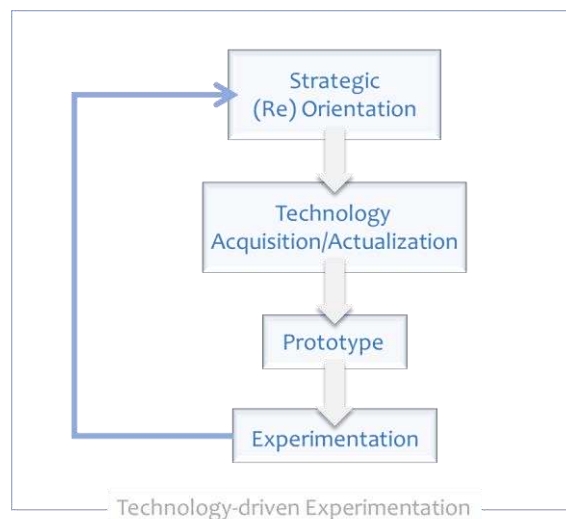 Strategic
(Re) Orientation
Technology
Acquisition/Actualization
Prototype
Experimentation
Technology-driven Experimentation